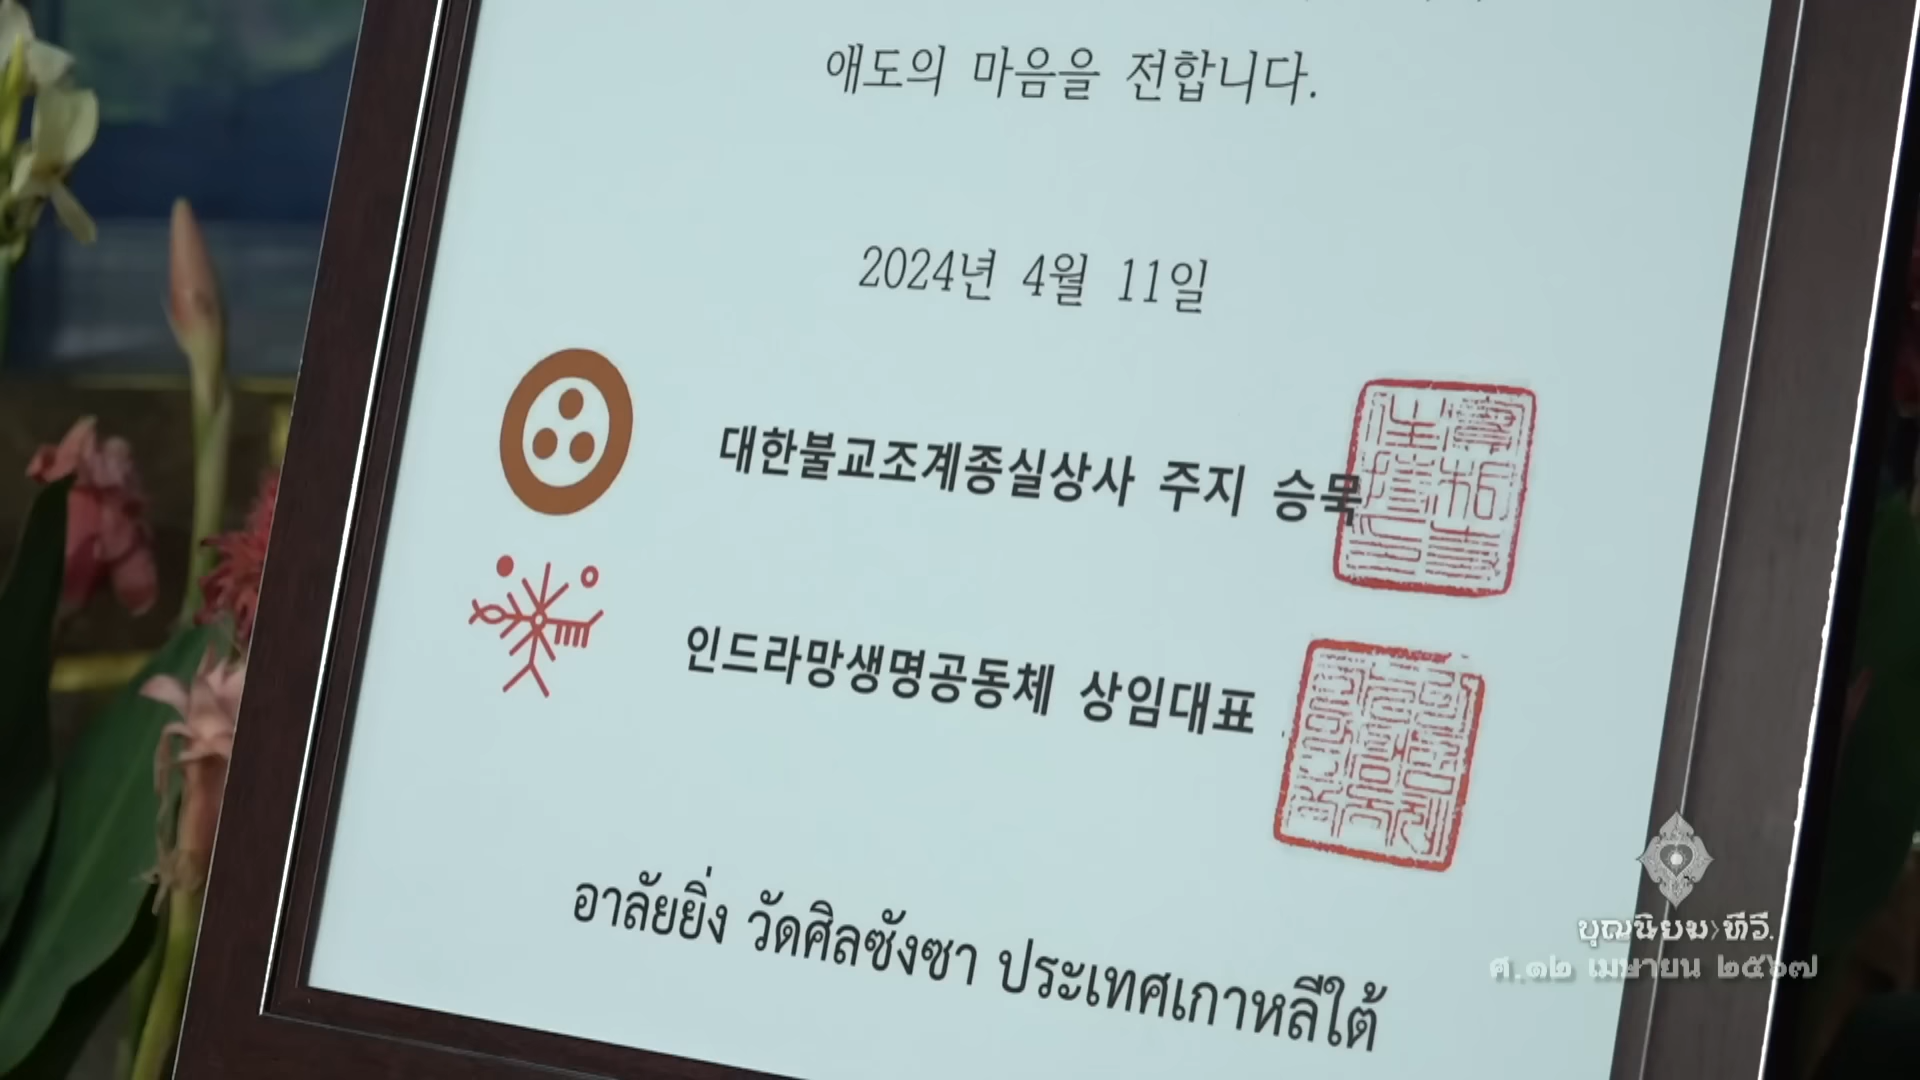 애도의 마음을 전합니다.
2024년 4월 11일
대한불교조계종실상사 주지 승묵
인드라망생명공동체 상임대표
อาลัยยิ่ง วัดศิลซังซา ประเทศเกาหลีใต้
บุญนิยม ทีวี.
ศ.๑๒ เมษายน ๒๕๖๗